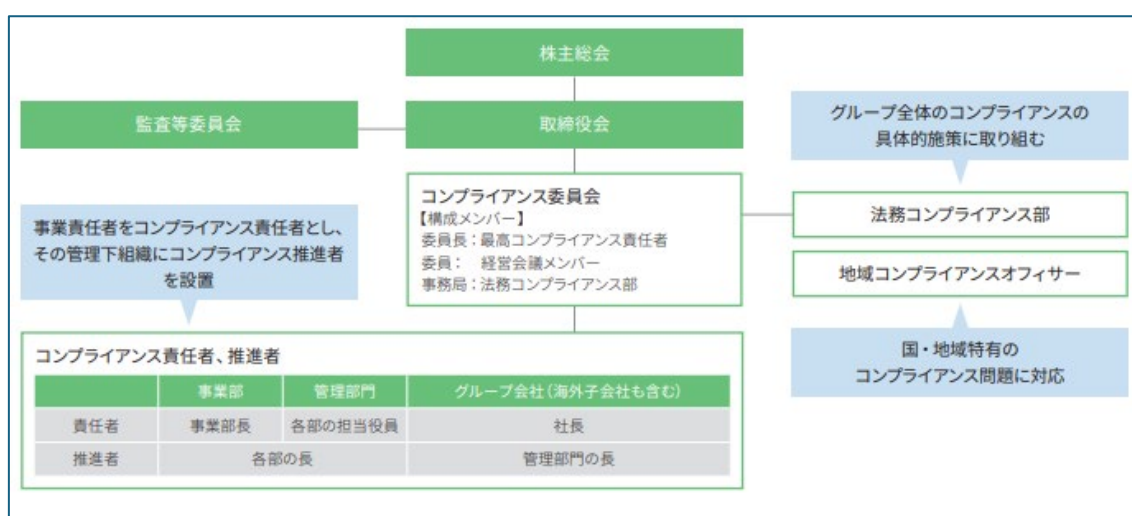 株主総会
監査等委員会
取締役会
グループ全体のコンプライアンスの
具体的施策に取り組む
コンプライアンス委員会
【構成メンバー】
委員長：最高コンプライアンス責任者
委員：　経営会議メンバー
事務局：法務コンプライアンス部
法務コンプライアンス部
地域コンプライアンスオフィサー
国・地域特有の
コンプライアンス問題に対応
事業責任者をコンプライアンス責任者とし、
その管理下組織にコンプライアンス推進者
を設置
コンプライアンス責任者、推進者
事業部 管理部門 グループ会社（海外子会社も含む）
責任者 事業部長 各部の担当役員 社長
推進者 各部の長 管理部門の長